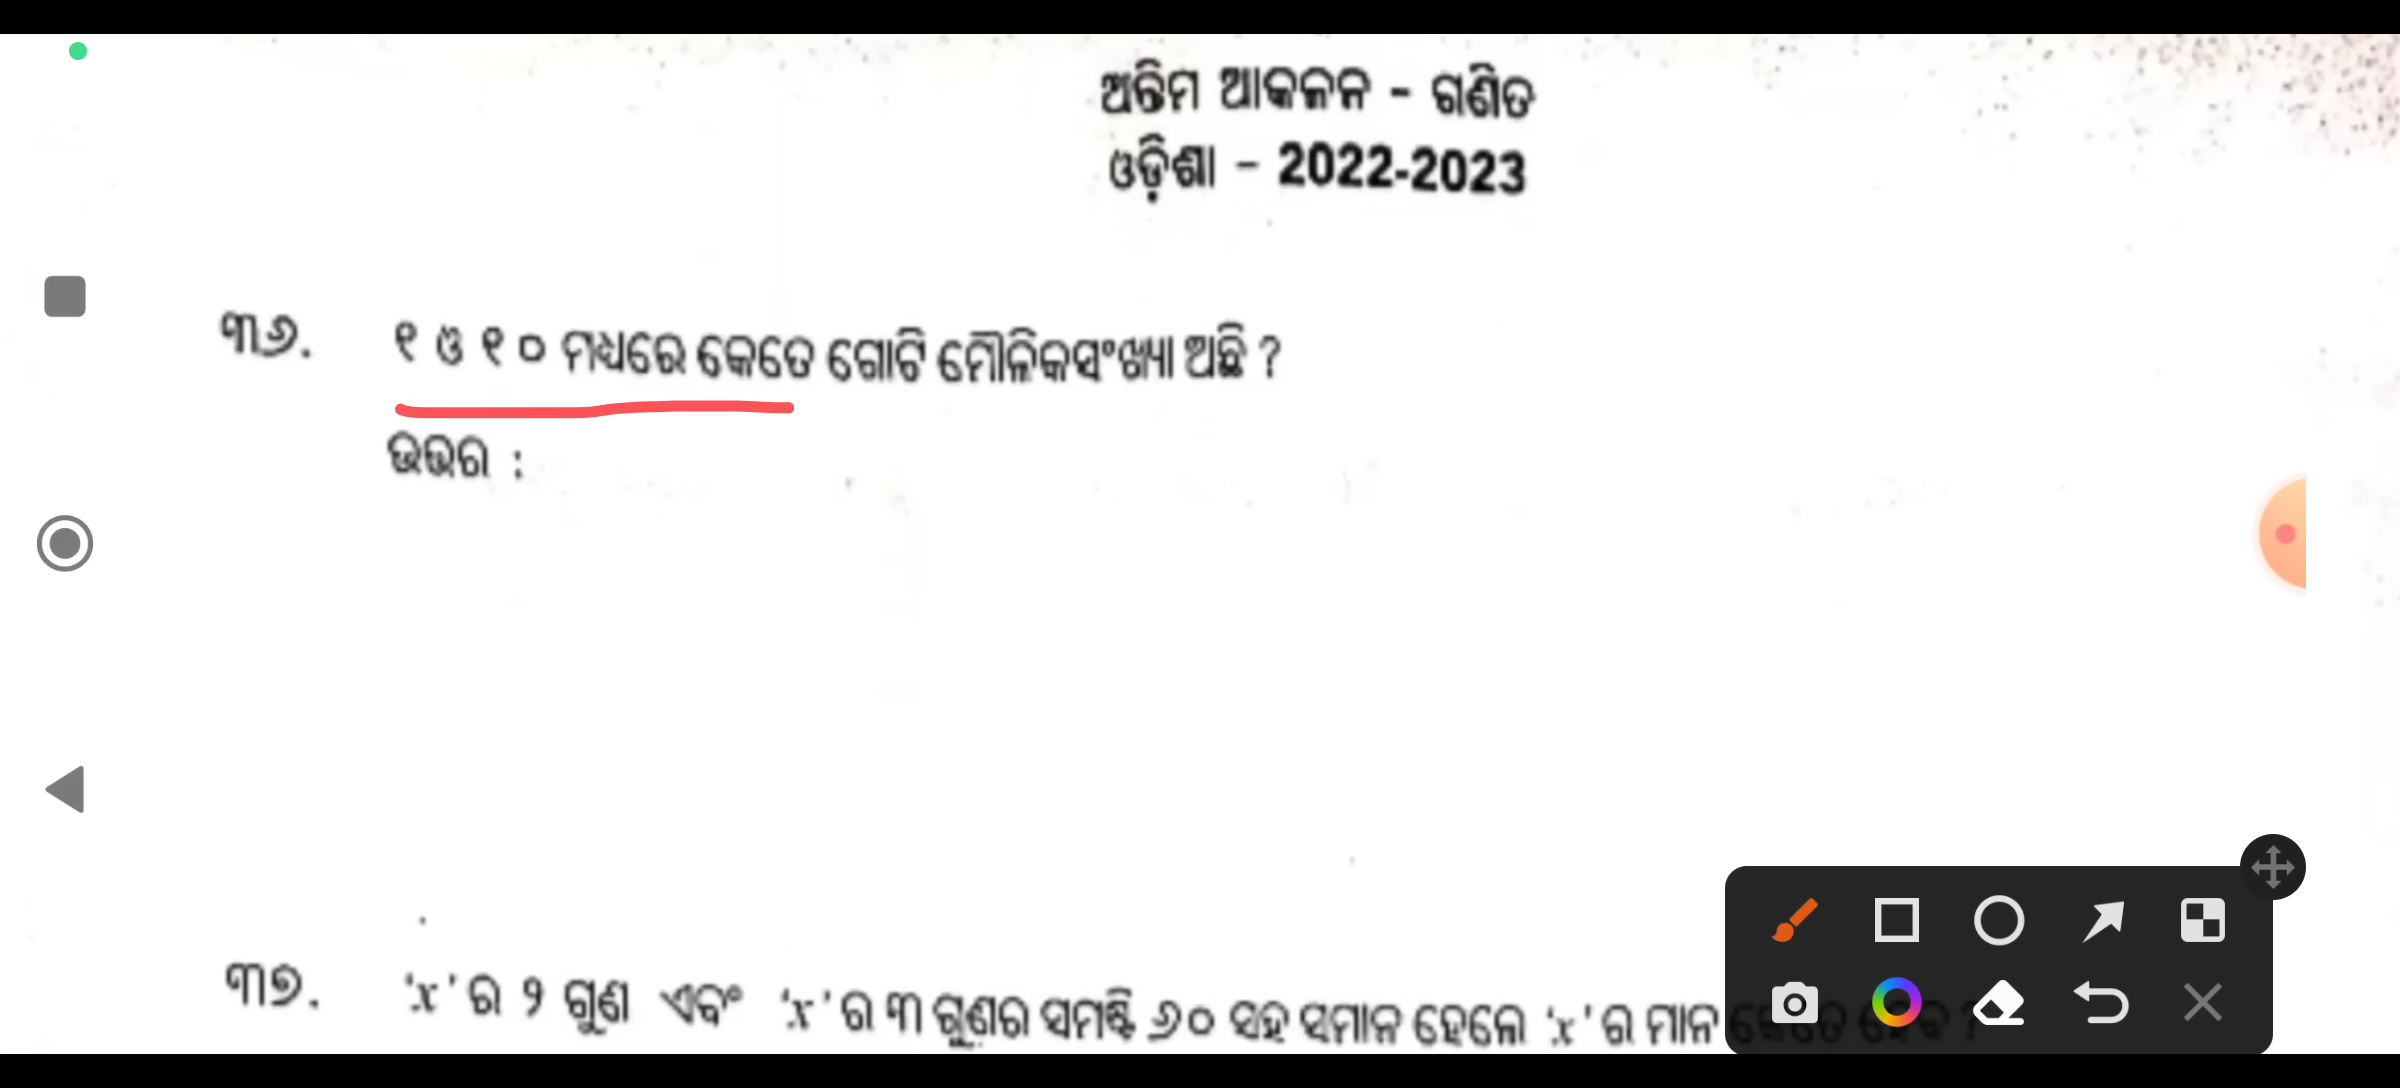 ଅନ୍ତିମ ଆକଳନ - ଗଣିତ
ଓଡ଼ିଶା - 2022-2023
୩୬. ୧ ଓ ୧୦ ମଧ୍ୟରେ କେତେ ଗୋଟି ମୌଳିକସଂଖ୍ୟା ଅଛି ?
ଉତ୍ତର :
୩୭. 'x' ର ୨ ଗୁଣ ଏବଂ 'x' ର ୩ ଗୁଣର ସମଷ୍ଟି ୬୦ ସହ ସମାନ ହେଲେ 'x' ର ମାନ କେତେ ହେବ ?